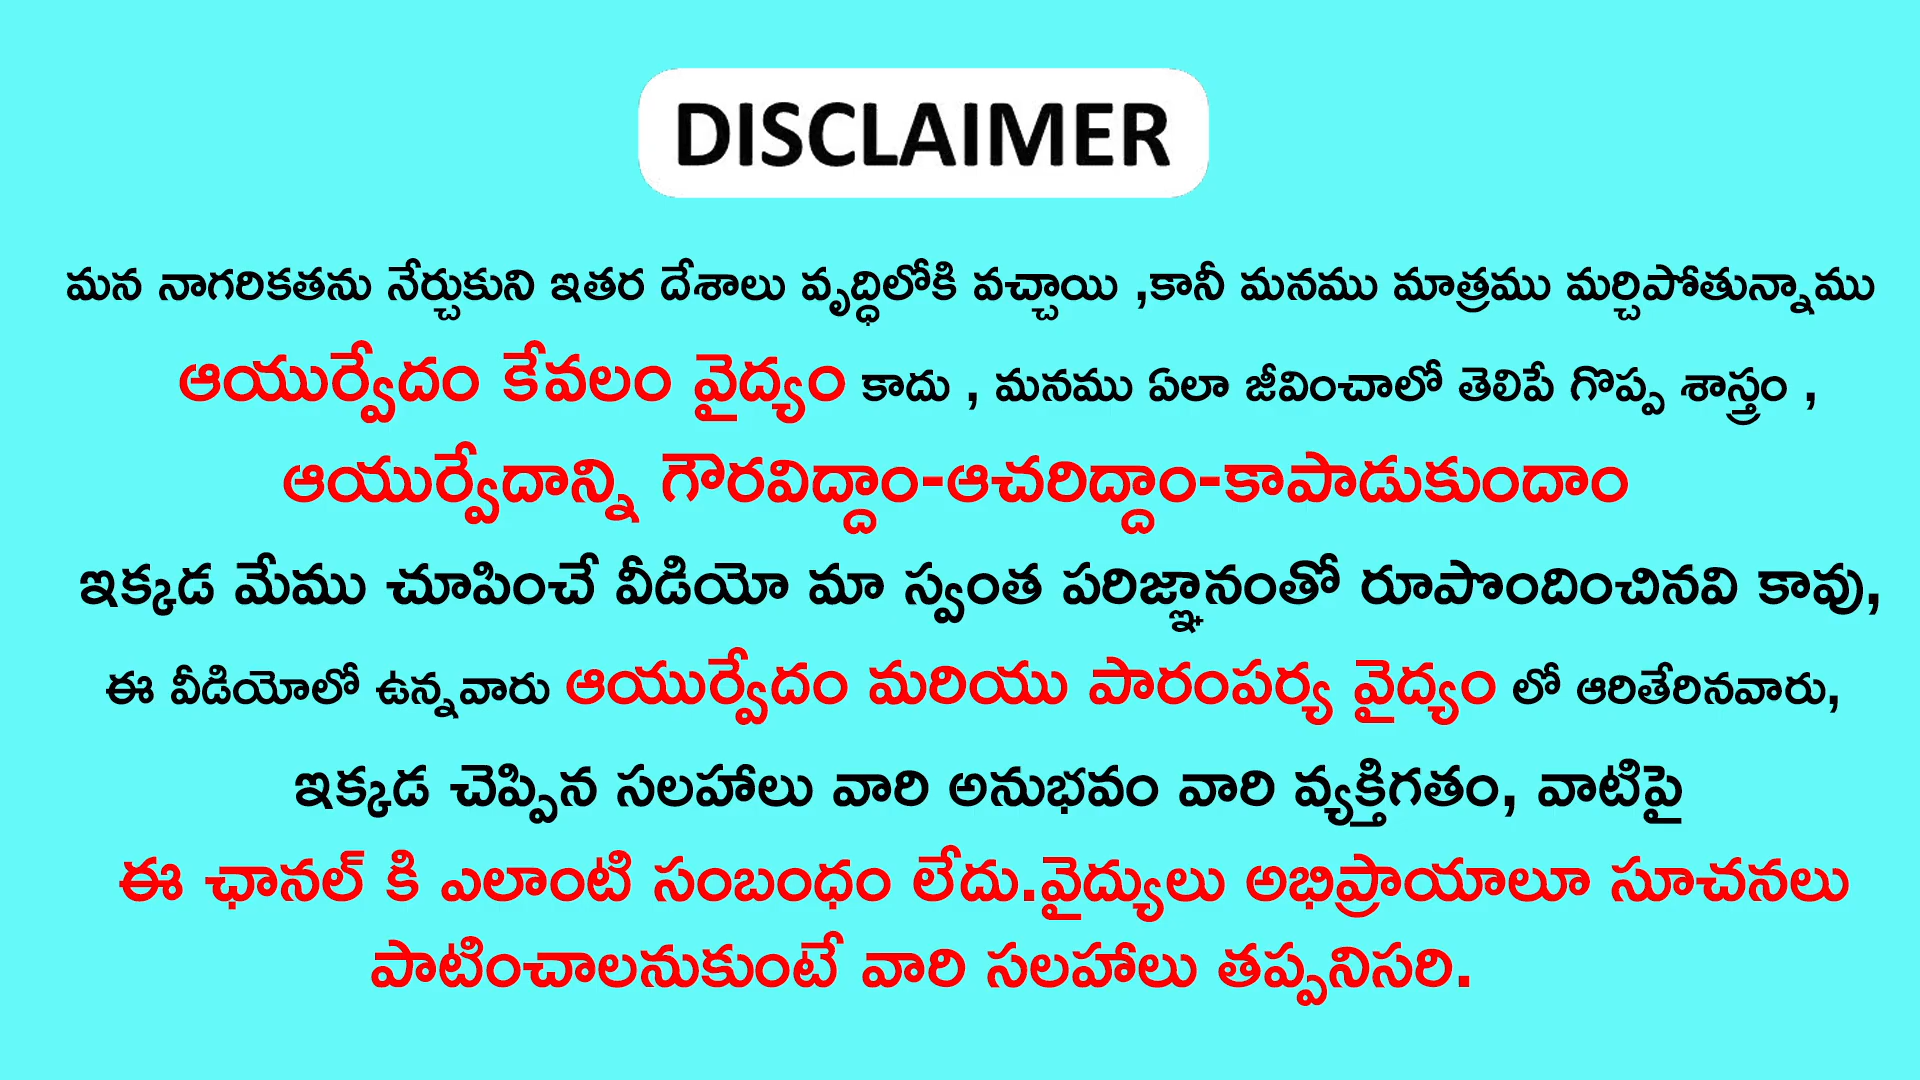 DISCLAIMER
మన నాగరికతను నేర్చుకుని ఇతర దేశాలు వృద్ధిలోకి వచ్చాయి ,కానీ మనము మాత్రము మర్చిపోతున్నాము
ఆయుర్వేదం కేవలం వైద్యం కాదు , మనము ఏలా జీవించాలో తెలిపే గొప్ప శాస్త్రం ,
ఆయుర్వేదాన్ని గౌరవిద్దాం-ఆచరిద్దాం-కాపాడుకుందాం
ఇక్కడ మేము చూపించే వీడియో మా స్వంత పరిజ్ఞానంతో రూపొందించినవి కావు,
ఈ వీడియోలో ఉన్నవారు ఆయుర్వేదం మరియు పారంపర్య వైద్యం లో ఆరితేరినవారు,
ఇక్కడ చెప్పిన సలహాలు వారి అనుభవం వారి వ్యక్తిగతం, వాటిపై
ఈ ఛానల్ కి ఎలాంటి సంబంధం లేదు.వైద్యులు అభిప్రాయాలూ సూచనలు
పాటించాలనుకుంటే వారి సలహాలు తప్పనిసరి.